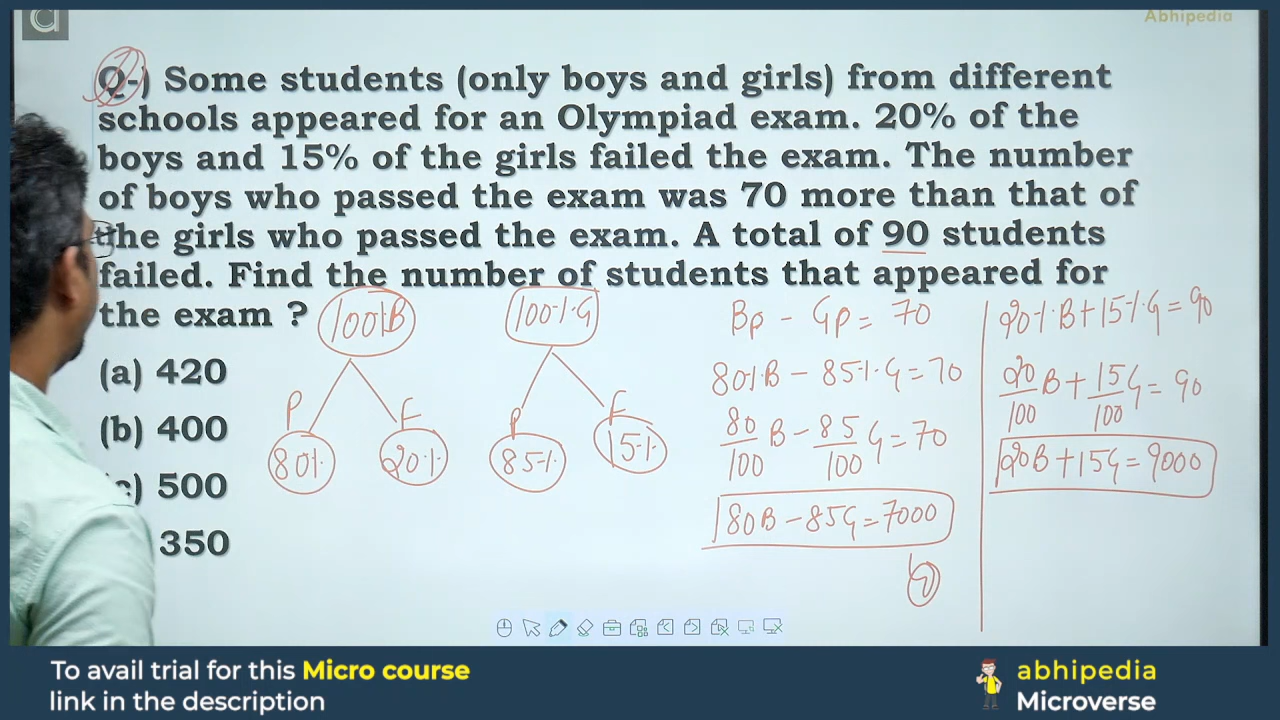 Abhipedia
Q-) Some students (only boys and girls) from different
schools appeared for an Olympiad exam. 20% of the
boys and 15% of the girls failed the exam. The number
of boys who passed the exam was 70 more than that of
the girls who passed the exam. A total of 90 students
failed. Find the number of students that appeared for
the exam ?
(a) 420
(b) 400
c) 500
350
100%B
P
F
80%
20%
100%G
P
F
85%
15%
Bp - Gp = 70
80%B - 85%G = 70
80/100 B - 85/100 G = 70
80B - 85G = 7000
20%B + 15%G = 90
20/100 B + 15/100 G = 90
20B + 15G = 9000
To avail trial for this Micro course
link in the description
abhipedia
Microverse